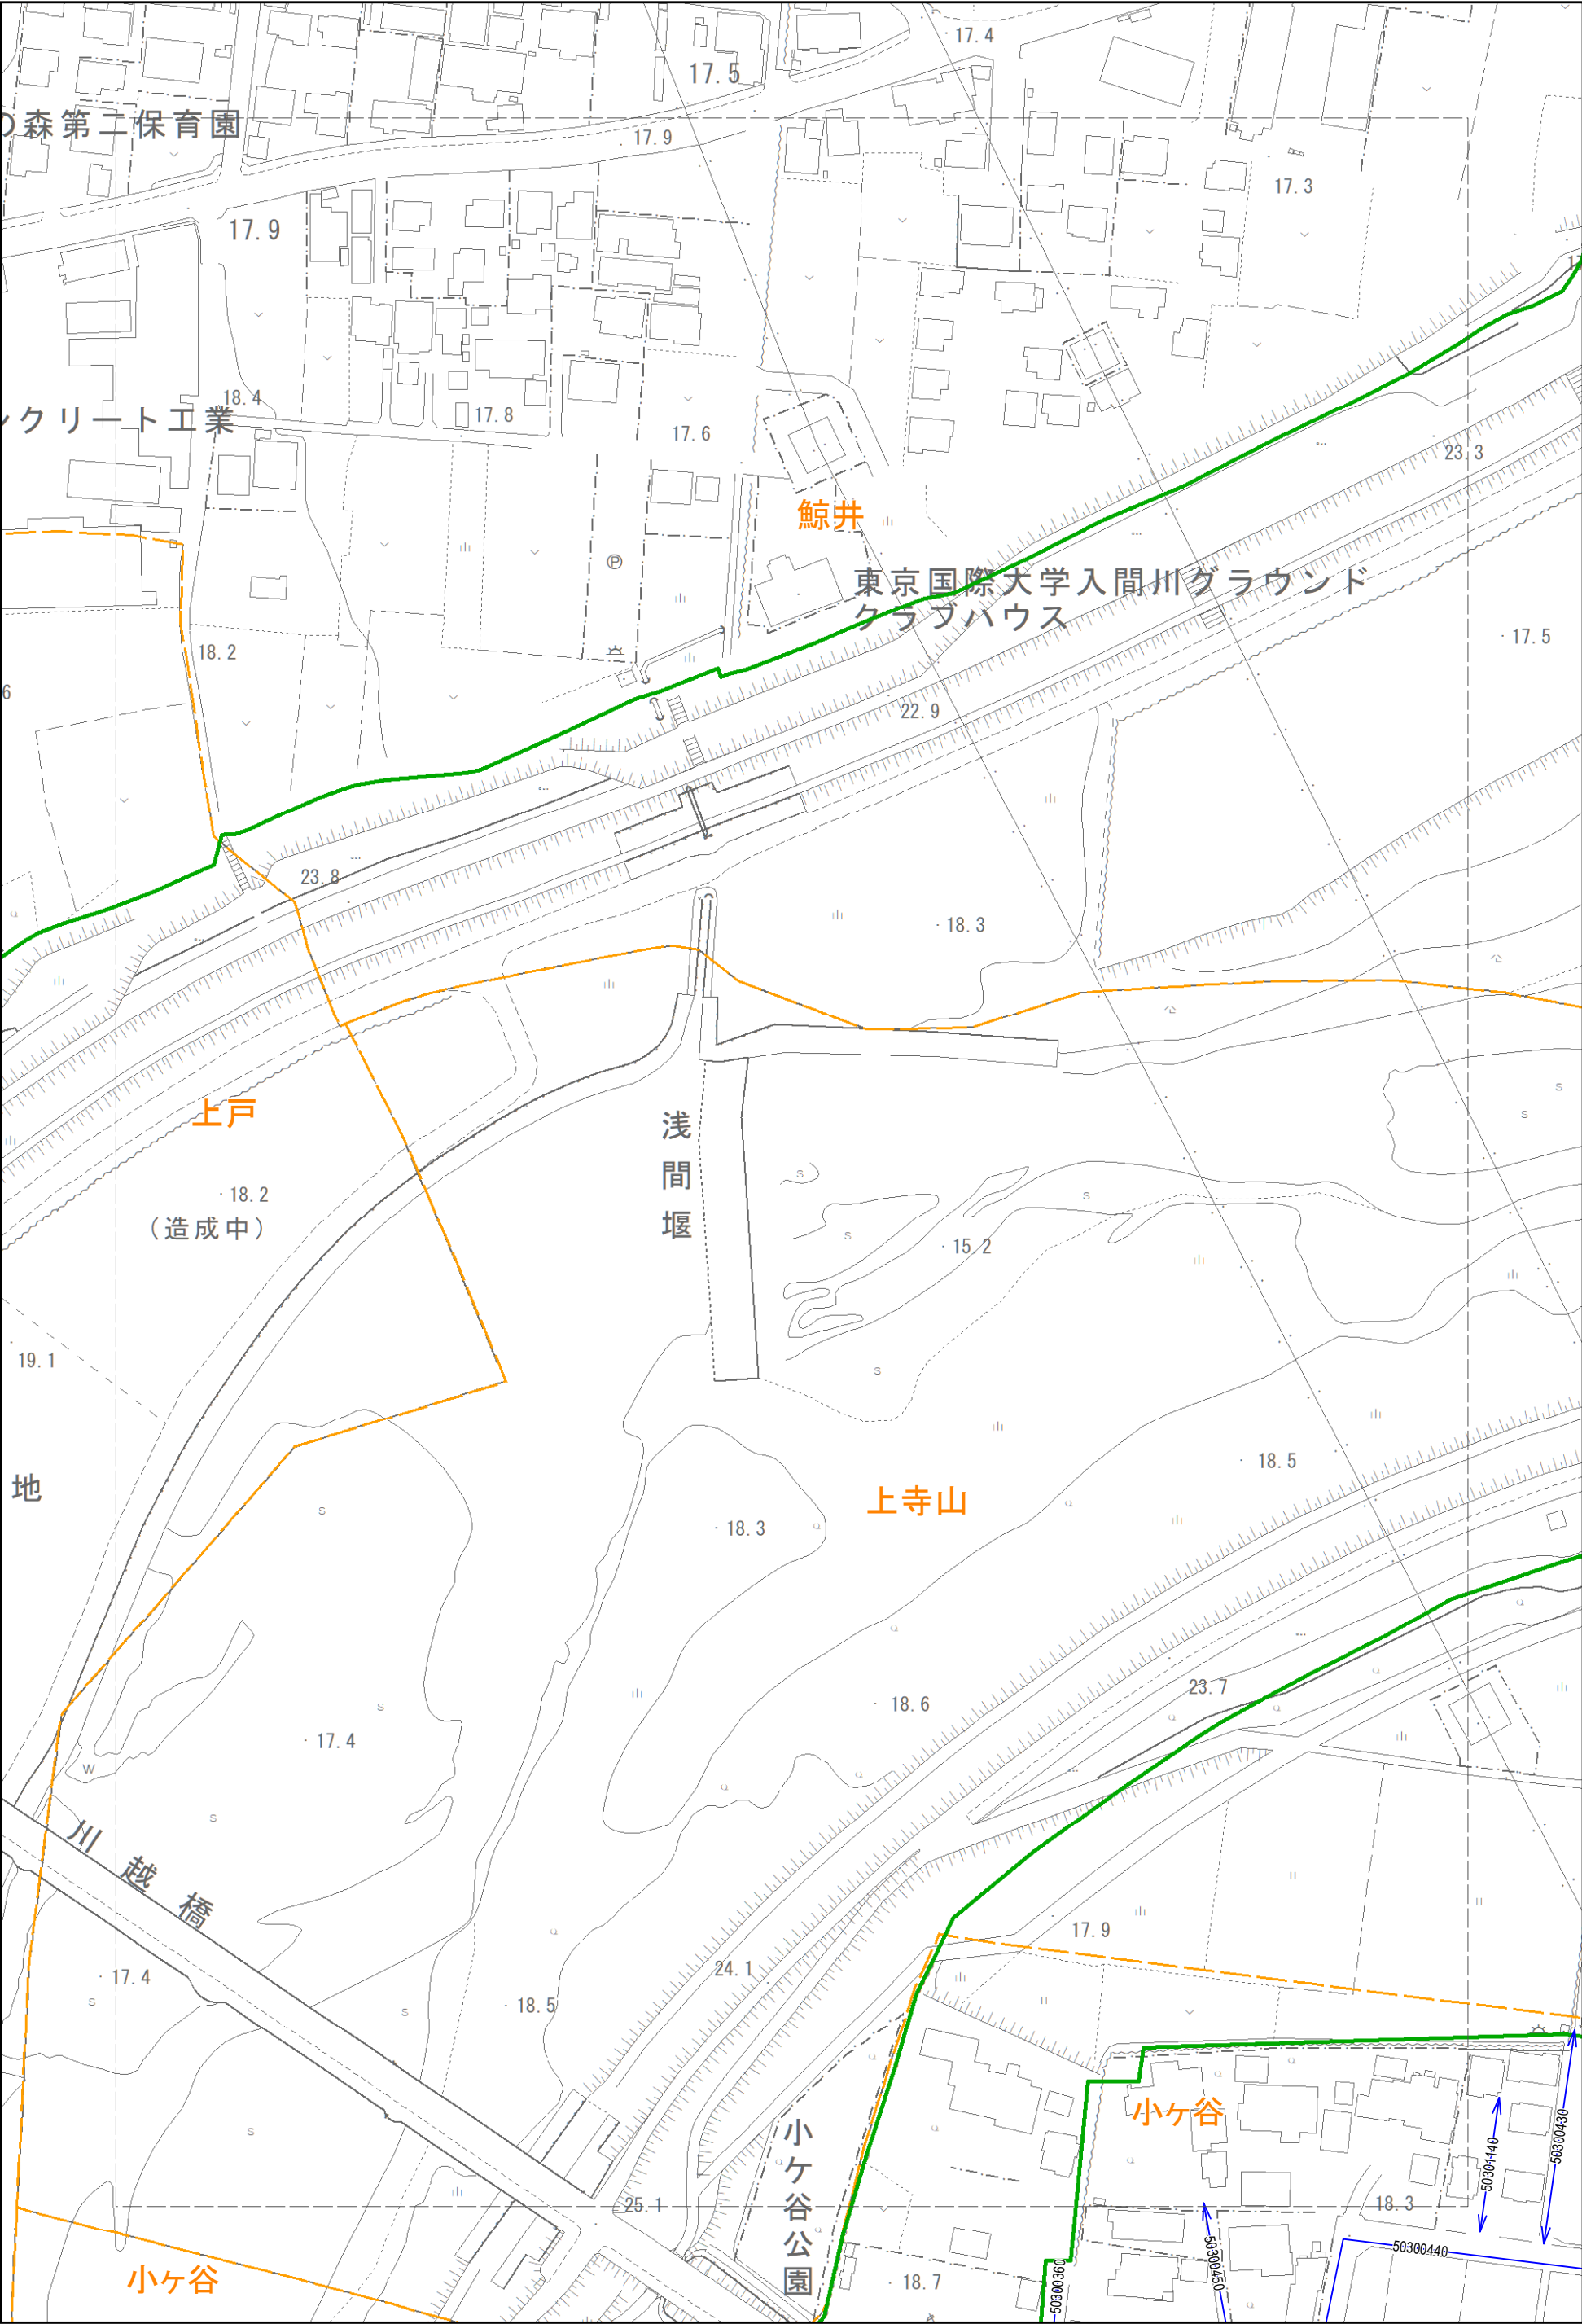 17.4
17.5
の森第二保育園
17.9
17.3
17.9
18.4
ンクリート工業
17.8
17.6
23.3
鯨井
P
東京国際大学入間川グラウンド
クラブハウス
17.5
18.2
6
22.9
23.8
18.3
上戸
浅間堰
18.2
(造成中)
15.2
19.1
地
18.5
上寺山
18.3
23.7
18.6
17.4
W
川越橋
17.9
24.1
17.4
18.5
小ヶ谷
小ケ谷公園
50301140
50300430
25.1
18.3
50300440
50300450
50300360
小ヶ谷
18.7